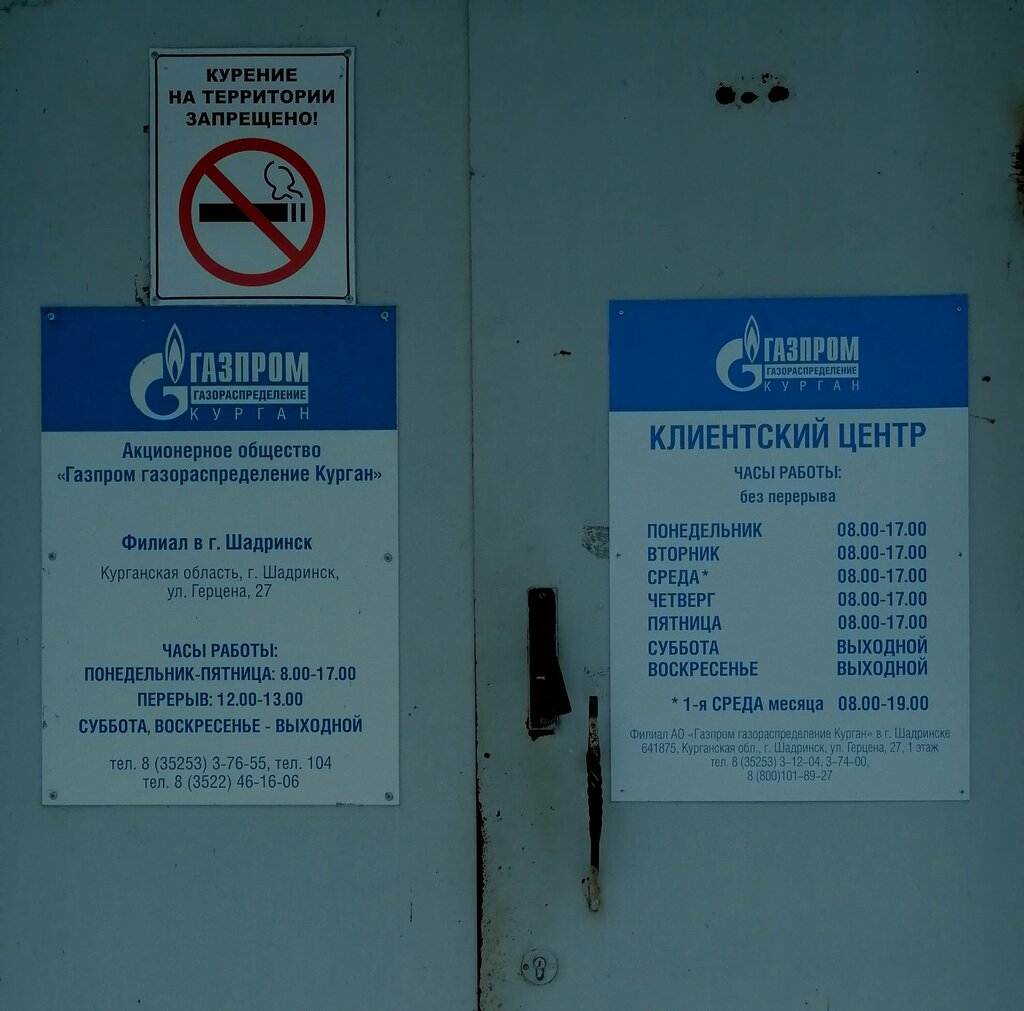 КУРЕНИЕ
НА ТЕРРИТОРИИ
ЗАПРЕЩЕНО!
ГАЗПРОМ
ГАЗОРАСПРЕДЕЛЕНИЕ
КУРГАН
Акционерное общество
«Газпром газораспределение Курган»
Филиал в г. Шадринск
Курганская область, г. Шадринск,
ул. Герцена, 27
ЧАСЫ РАБОТЫ:
ПОНЕДЕЛЬНИК-ПЯТНИЦА: 8.00-17.00
ПЕРЕРЫВ: 12.00-13.00
СУББОТА, ВОСКРЕСЕНЬЕ - ВЫХОДНОЙ
тел. 8 (35253) 3-76-55, тел. 104
тел. 8 (3522) 46-16-06
ГАЗПРОМ
ГАЗОРАСПРЕДЕЛЕНИЕ
КУРГАН
КЛИЕНТСКИЙ ЦЕНТР
ЧАСЫ РАБОТЫ:
без перерыва
ПОНЕДЕЛЬНИК 08.00-17.00
ВТОРНИК 08.00-17.00
СРЕДА* 08.00-17.00
ЧЕТВЕРГ 08.00-17.00
ПЯТНИЦА 08.00-17.00
СУББОТА ВЫХОДНОЙ
ВОСКРЕСЕНЬЕ ВЫХОДНОЙ
* 1-я СРЕДА месяца 08.00-19.00
Филиал АО «Газпром газораспределение Курган» в г. Шадринске
641875, Курганская обл., г. Шадринск, ул. Герцена, 27, 1 этаж
тел. 8 (35253) 3-12-04, 3-74-00,
8 (800)101-89-27